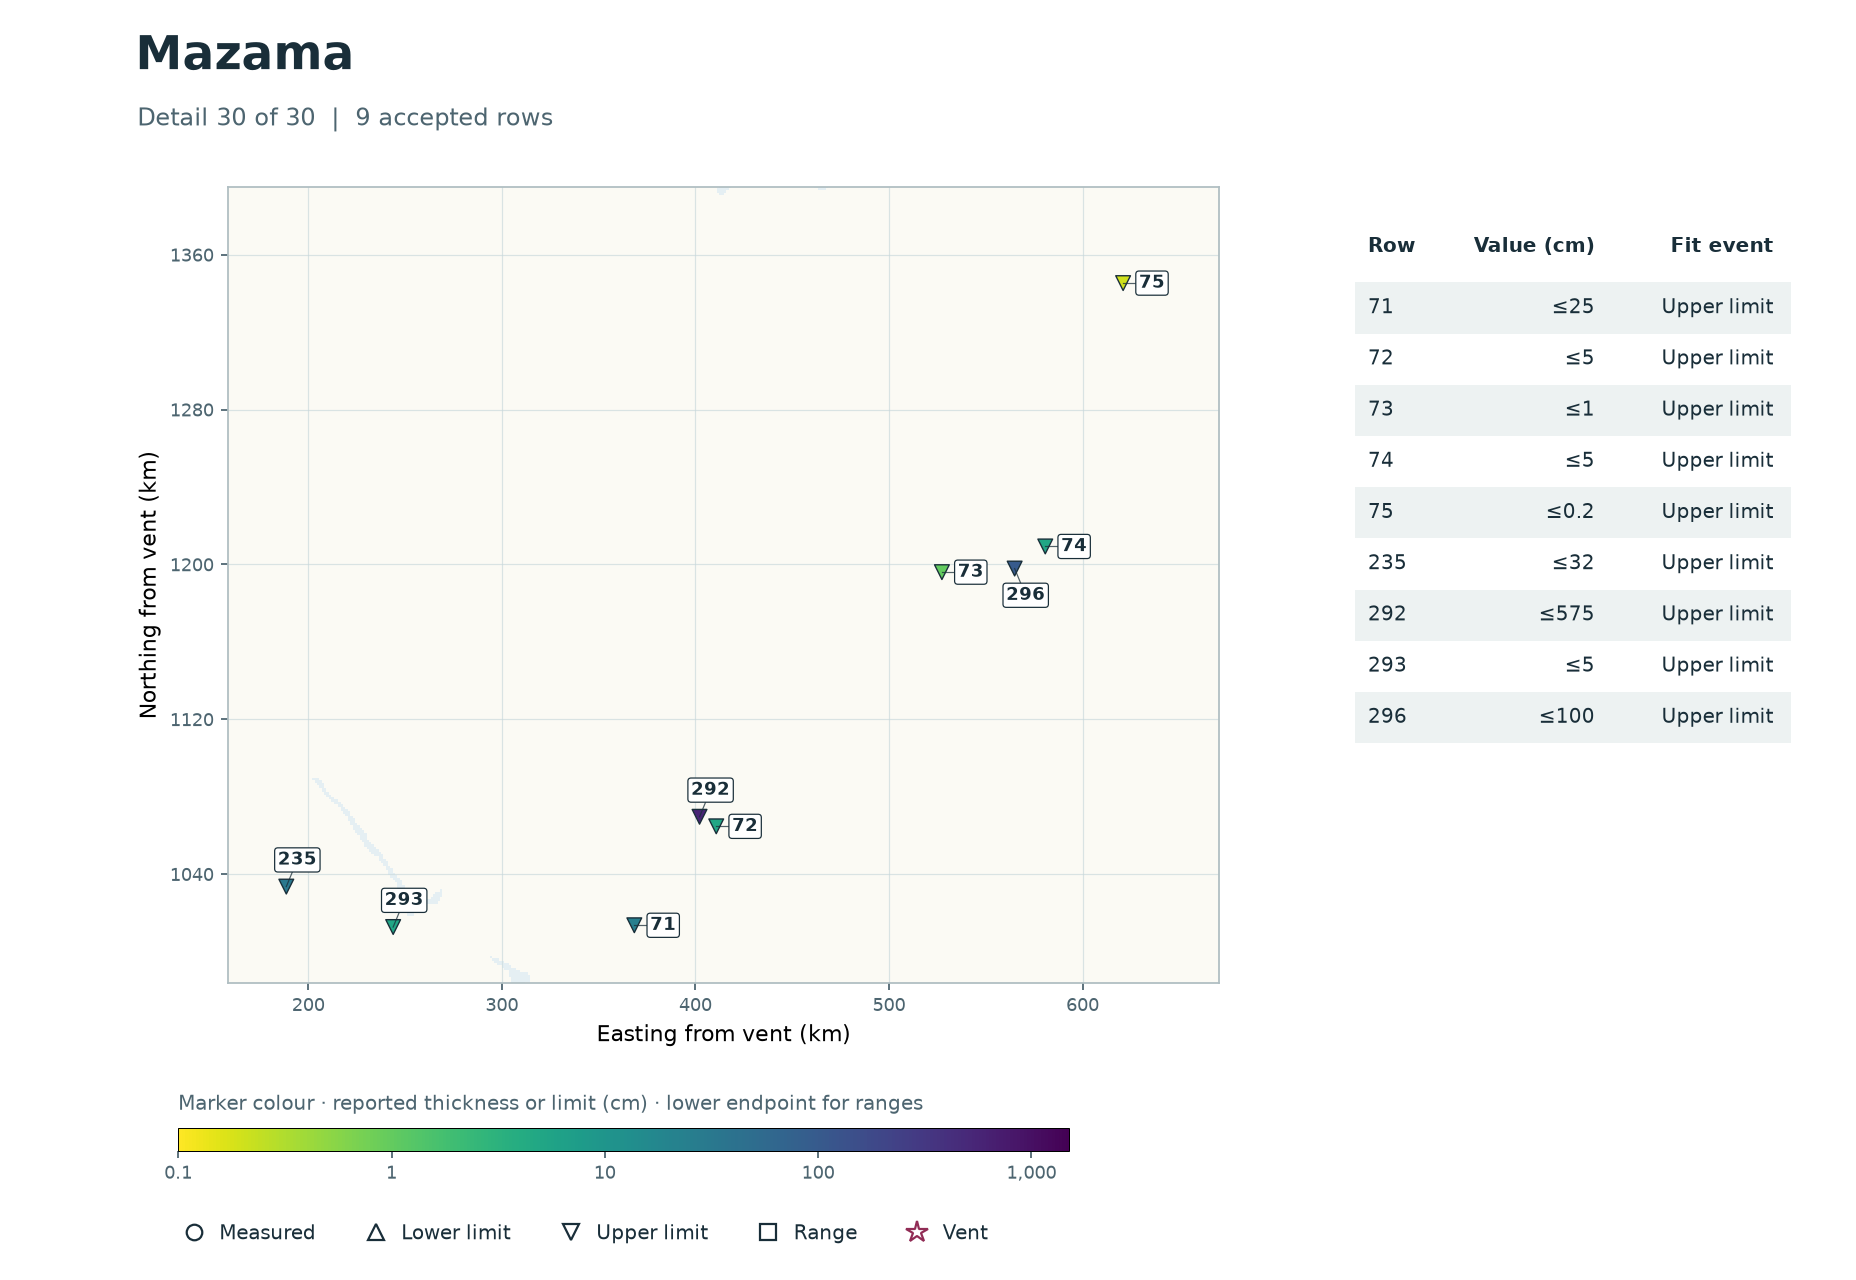 Mazama
Detail 30 of 30 | 9 accepted rows
1360
1280
1200
1120
1040
Northing from vent (km)
75
74
73
296
292
72
235
293
71
200 300 400 500 600
Easting from vent (km)
Row Value (cm) Fit event
71 ≤25 Upper limit
72 ≤5 Upper limit
73 ≤1 Upper limit
74 ≤5 Upper limit
75 ≤0.2 Upper limit
235 ≤32 Upper limit
292 ≤575 Upper limit
293 ≤5 Upper limit
296 ≤100 Upper limit
Marker colour · reported thickness or limit (cm) · lower endpoint for ranges
0.1 1 10 100 1,000
Measured Lower limit Upper limit Range Vent